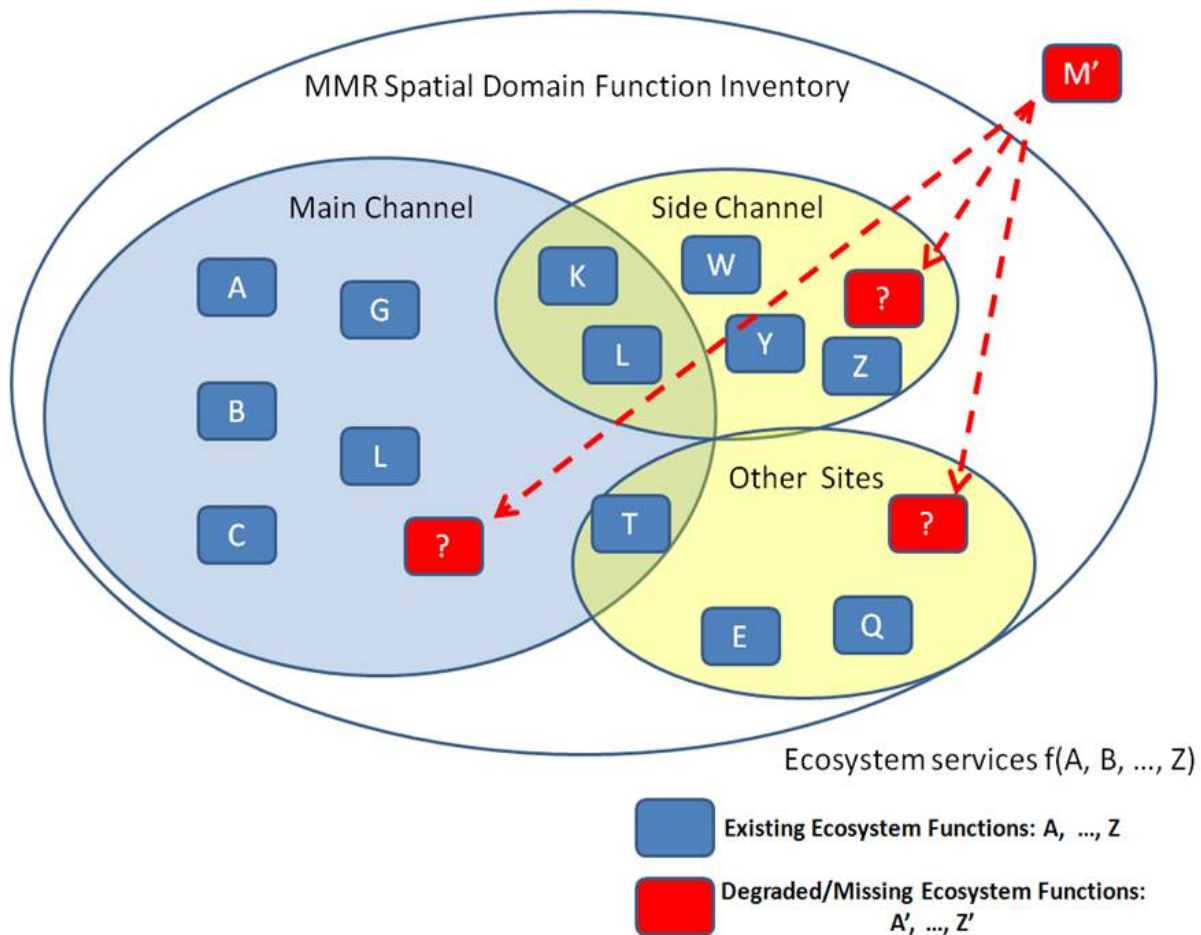 MMR Spatial Domain Function Inventory
M’
Main Channel
Side Channel
A
G
K
W
?
L
Y
Z
B
L
Other Sites
C
?
T
?
E
Q
Ecosystem services f(A, B, ..., Z)
Existing Ecosystem Functions: A, ..., Z
Degraded/Missing Ecosystem Functions:
A’, ..., Z’